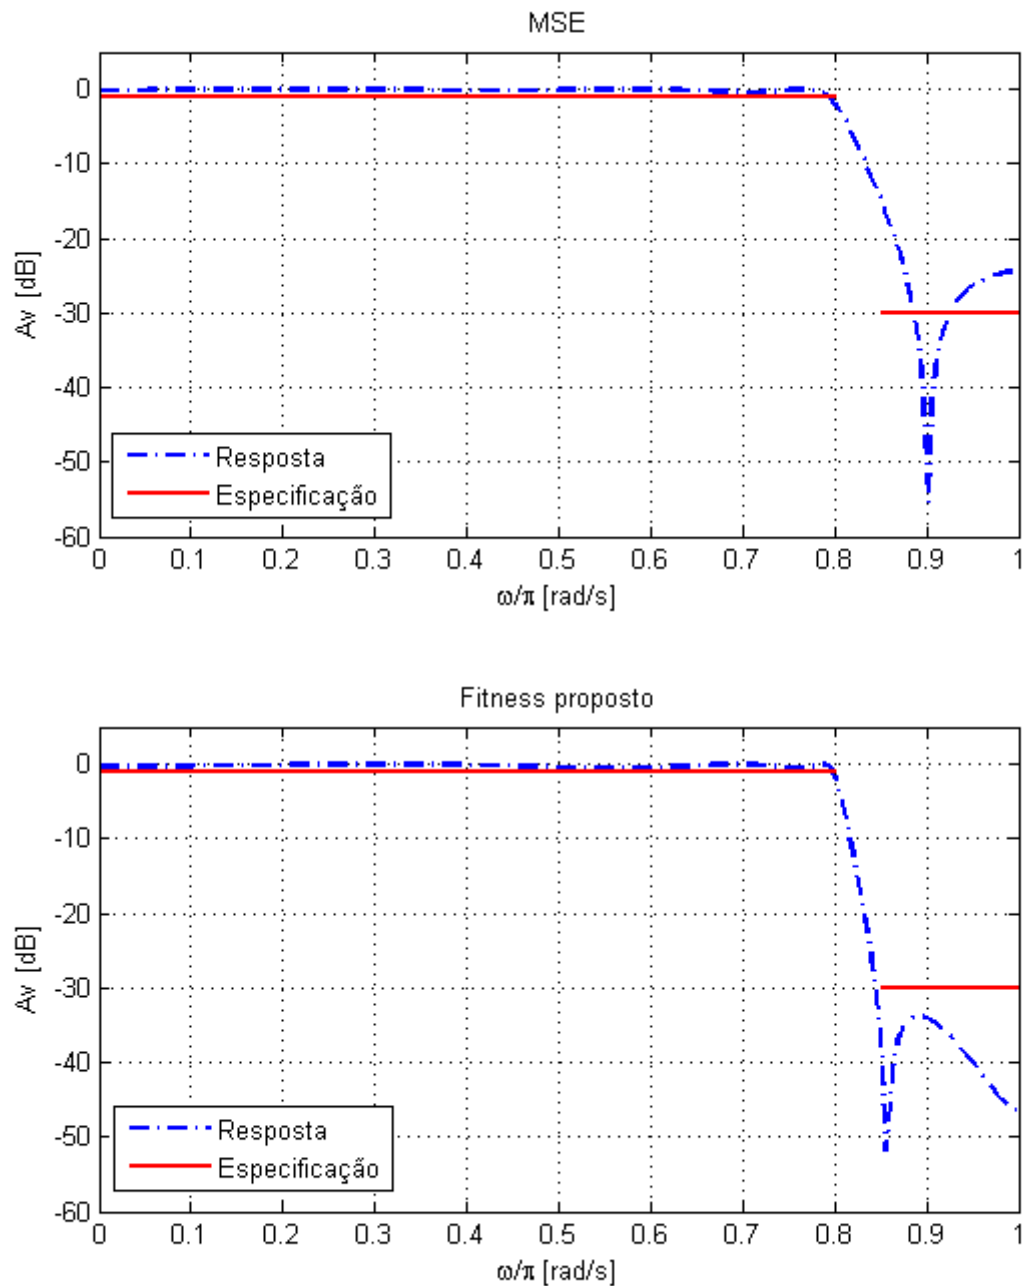 MSE
0
-10
-20
-30
-40
-50
-60
Av [dB]
Resposta
Especificação
0 0.1 0.2 0.3 0.4 0.5 0.6 0.7 0.8 0.9 1
ω/π [rad/s]
Fitness proposto
0
-10
-20
-30
-40
-50
-60
Av [dB]
Resposta
Especificação
0 0.1 0.2 0.3 0.4 0.5 0.6 0.7 0.8 0.9 1
ω/π [rad/s]